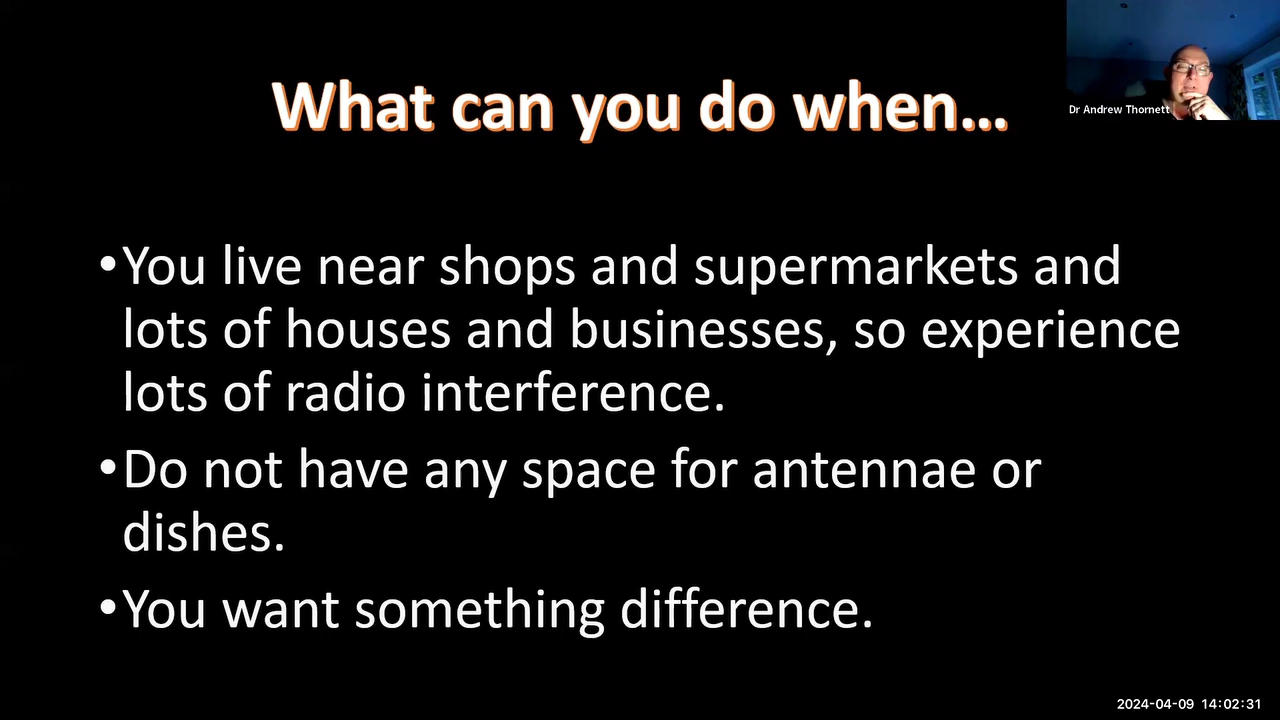 What can you do when...
Dr Andrew Thornett
•You live near shops and supermarkets and
lots of houses and businesses, so experience
lots of radio interference.
•Do not have any space for antennae or
dishes.
•You want something difference.
2024-04-09 14:02:31